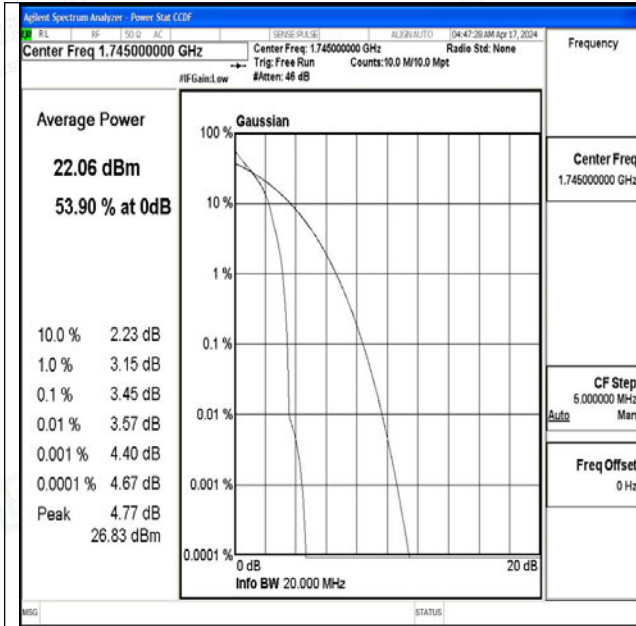 Agilent Spectrum Analyzer - Power Stat CCDF
RL RF 50 Ω AC SENSE:PULSE ALIGNAUTO 04:47:28 AM Apr 17, 2024
Center Freq 1.745000000 GHz
Center Freq: 1.745000000 GHz Radio Std: None
Trig: Free Run Counts:10.0 M/10.0 Mpt
#IFGain:Low #Atten: 46 dB
Frequency
Average Power
22.06 dBm
53.90 % at 0dB
10.0 % 2.23 dB
1.0 % 3.15 dB
0.1 % 3.45 dB
0.01 % 3.57 dB
0.001 % 4.40 dB
0.0001 % 4.67 dB
Peak 4.77 dB
26.83 dBm
Gaussian
100 %
10 %
1 %
0.1 %
0.01 %
0.001 %
0.0001 %
0 dB 20 dB
Info BW 20.000 MHz
Center Freq
1.745000000 GHz
CF Step
5.000000 MHz
Auto Man
Freq Offset
0 Hz
MSG STATUS